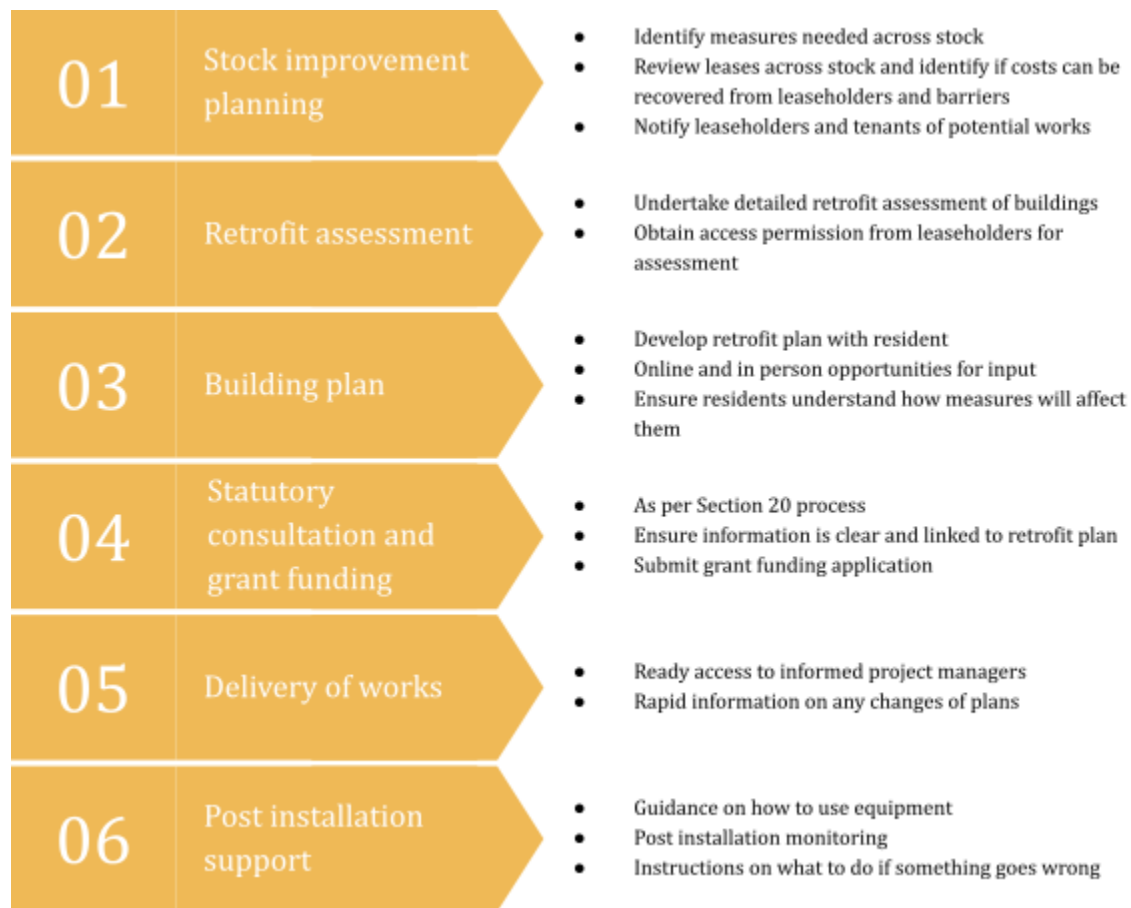 01
Stock improvement
planning
● Identify measures needed across stock
● Review leases across stock and identify if costs can be
recovered from leaseholders and barriers
● Notify leaseholders and tenants of potential works
02
Retrofit assessment
● Undertake detailed retrofit assessment of buildings
● Obtain access permission from leaseholders for
assessment
03
Building plan
● Develop retrofit plan with resident
● Online and in person opportunities for input
● Ensure residents understand how measures will affect
them
04
Statutory
consultation and
grant funding
● As per Section 20 process
● Ensure information is clear and linked to retrofit plan
● Submit grant funding application
05
Delivery of works
● Ready access to informed project managers
● Rapid information on any changes of plans
06
Post installation
support
● Guidance on how to use equipment
● Post installation monitoring
● Instructions on what to do if something goes wrong